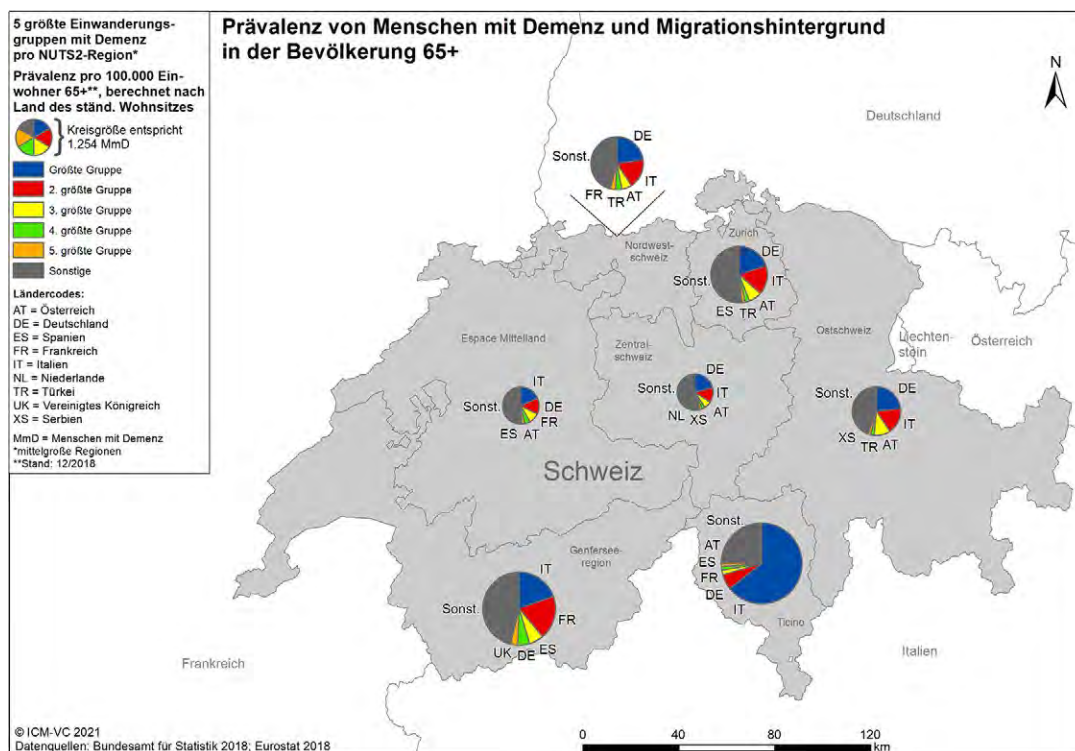 5 größte Einwanderungs-
gruppen mit Demenz
pro NUTS2-Region*
Prävalenz pro 100.000 Ein-
wohner 65+**, berechnet nach
Land des ständ. Wohnsitzes
Kreisgröße entspricht
1,254 MmD
Größte Gruppe
2. größte Gruppe
3. größte Gruppe
4. größte Gruppe
5. größte Gruppe
Sonstige
Ländercodes:
AT = Österreich
DE = Deutschland
ES = Spanien
FR = Frankreich
IT = Italien
NL = Niederlande
TR = Türkei
UK = Vereinigtes Königreich
XS = Serbien
MmD = Menschen mit Demenz
*mittelgroße Regionen
**Stand: 12/2018
Prävalenz von Menschen mit Demenz und Migrationshintergrund
in der Bevölkerung 65+
N
Deutschland
DE
Sonst.
IT
FR
TR
AT
Nordwest-
schweiz
Zürich
DE
Sonst.
IT
AT
ES
TR
Espace Mittelland
Zentral-
schweiz
Ostschweiz
Liechten-
stein
Österreich
IT
Sonst.
DE
FR
ES
AT
DE
Sonst.
IT
AT
NL
XS
DE
Sonst.
IT
XS
TR
AT
Schweiz
Genfersee-
region
IT
Sonst.
FR
UK
DE
ES
Sonst.
AT
ES
FR
DE
IT
Ticino
Frankreich
Italien
© ICM-VC 2021
Datenquellen: Bundesamt für Statistik 2018; Eurostat 2018
0
40
80
120
km